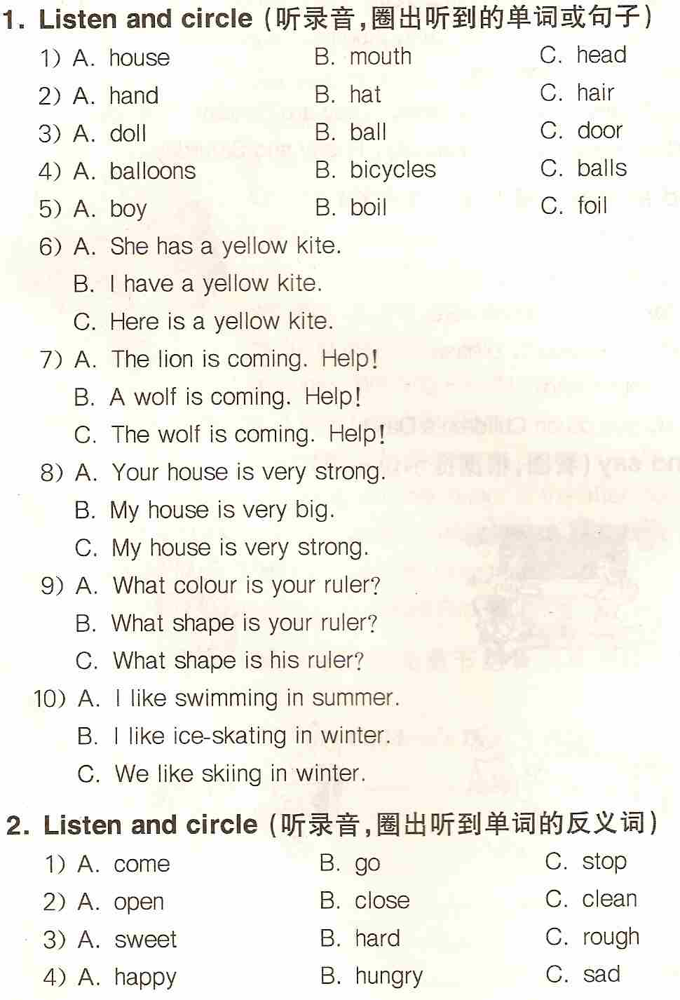 1. Listen and circle (听录音,圈出听到的单词或句子)
1) A. house B. mouth C. head
2) A. hand B. hat C. hair
3) A. doll B. ball C. door
4) A. balloons B. bicycles C. balls
5) A. boy B. boil C. foil
6) A. She has a yellow kite.
B. I have a yellow kite.
C. Here is a yellow kite.
7) A. The lion is coming. Help!
B. A wolf is coming. Help!
C. The wolf is coming. Help!
8) A. Your house is very strong.
B. My house is very big.
C. My house is very strong.
9) A. What colour is your ruler?
B. What shape is your ruler?
C. What shape is his ruler?
10) A. I like swimming in summer.
B. I like ice-skating in winter.
C. We like skiing in winter.
2. Listen and circle (听录音,圈出听到单词的反义词)
1) A. come B. go C. stop
2) A. open B. close C. clean
3) A. sweet B. hard C. rough
4) A. happy B. hungry C. sad